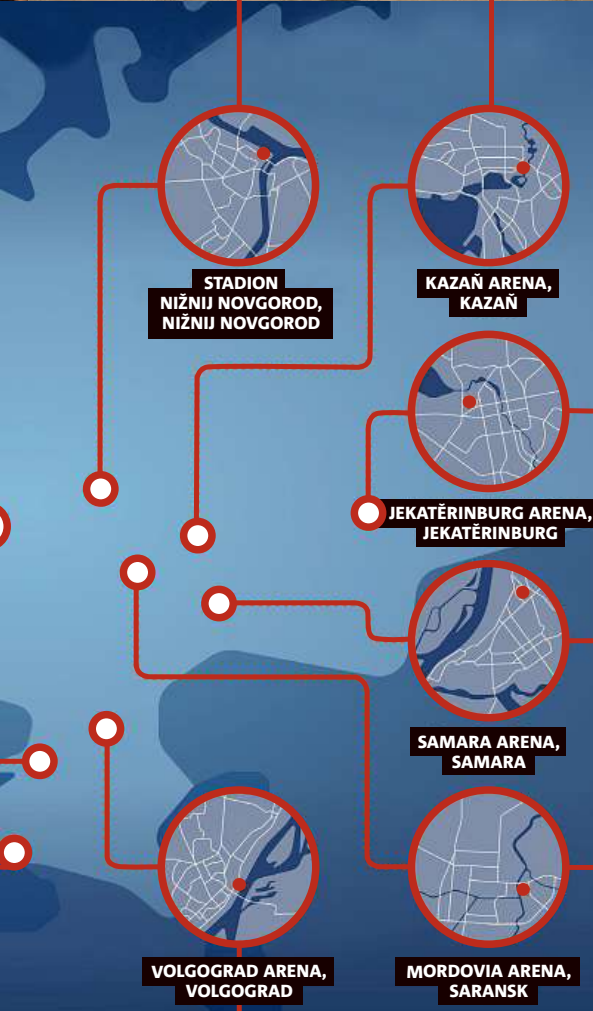 STADION
NIŽNIJ NOVGOROD,
NIŽNIJ NOVGOROD
KAZAŇ ARENA,
KAZAŇ
JEKATĚRINBURG ARENA,
JEKATĚRINBURG
SAMARA ARENA,
SAMARA
VOLGOGRAD ARENA,
VOLGOGRAD
MORDOVIA ARENA,
SARANSK